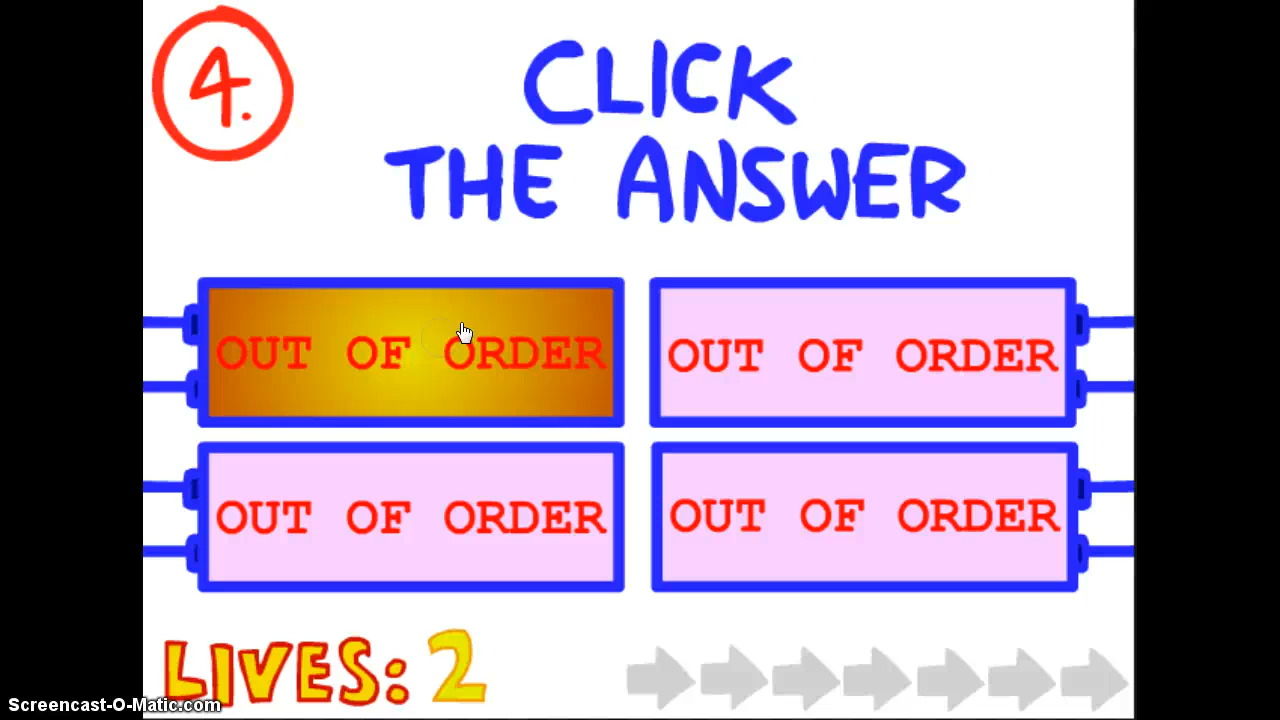 4.
CLICK
THE ANSWER
OUT OF ORDER
OUT OF ORDER
OUT OF ORDER
OUT OF ORDER
LIVES: 2
Screencast-O-Matic.com